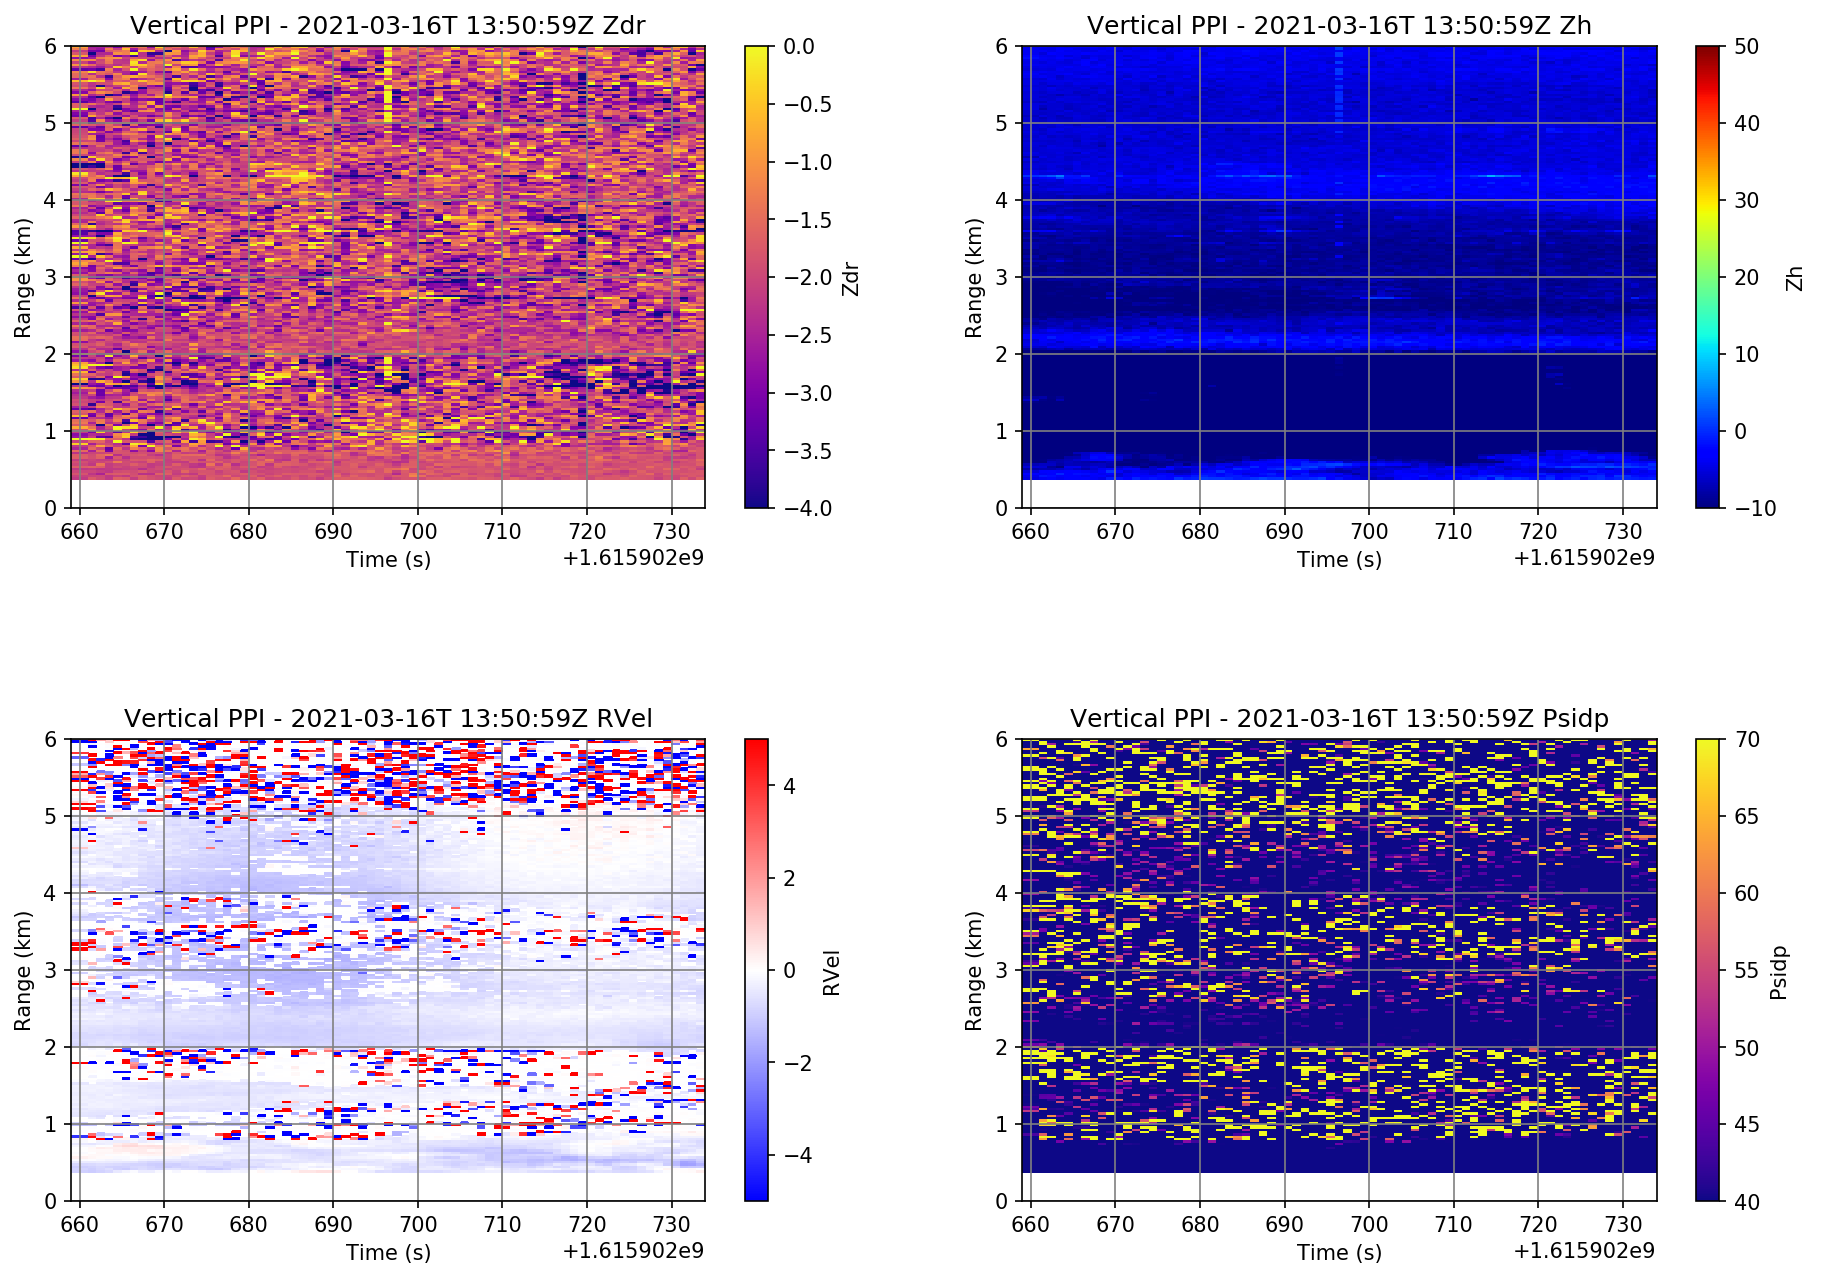 Vertical PPI - 2021-03-16T 13:50:59Z Zdr
6
5
4
3
2
1
0
Range (km)
660 670 680 690 700 710 720 730
Time (s)
+1.615902e9
0.0
−0.5
−1.0
−1.5
−2.0
−2.5
−3.0
−3.5
−4.0
Zdr
Vertical PPI - 2021-03-16T 13:50:59Z Zh
6
5
4
3
2
1
0
Range (km)
660 670 680 690 700 710 720 730
Time (s)
+1.615902e9
50
40
30
20
10
0
−10
Zh
Vertical PPI - 2021-03-16T 13:50:59Z RVel
6
5
4
3
2
1
0
Range (km)
660 670 680 690 700 710 720 730
Time (s)
+1.615902e9
4
2
0
−2
−4
RVel
Vertical PPI - 2021-03-16T 13:50:59Z Psidp
6
5
4
3
2
1
0
Range (km)
660 670 680 690 700 710 720 730
Time (s)
+1.615902e9
70
65
60
55
50
45
40
Psidp